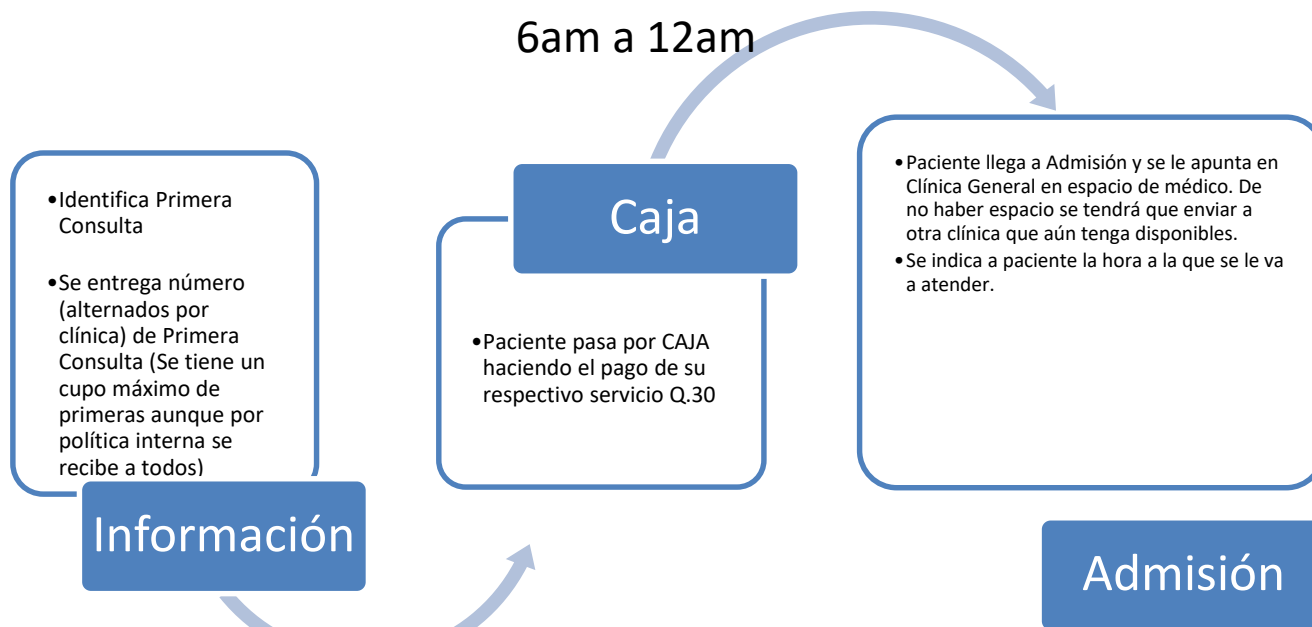 6am a 12am
•Identifica Primera
Consulta
•Se entrega número
(alternados por
clínica) de Primera
Consulta (Se tiene un
cupo máximo de
primeras aunque por
política interna se
recibe a todos)
Información
Caja
•Paciente pasa por CAJA
haciendo el pago de su
respectivo servicio Q.30
•Paciente llega a Admisión y se le apunta en
Clínica General en espacio de médico. De
no haber espacio se tendrá que enviar a
otra clínica que aún tenga disponibles.
•Se indica a paciente la hora a la que se le va
a atender.
Admisión